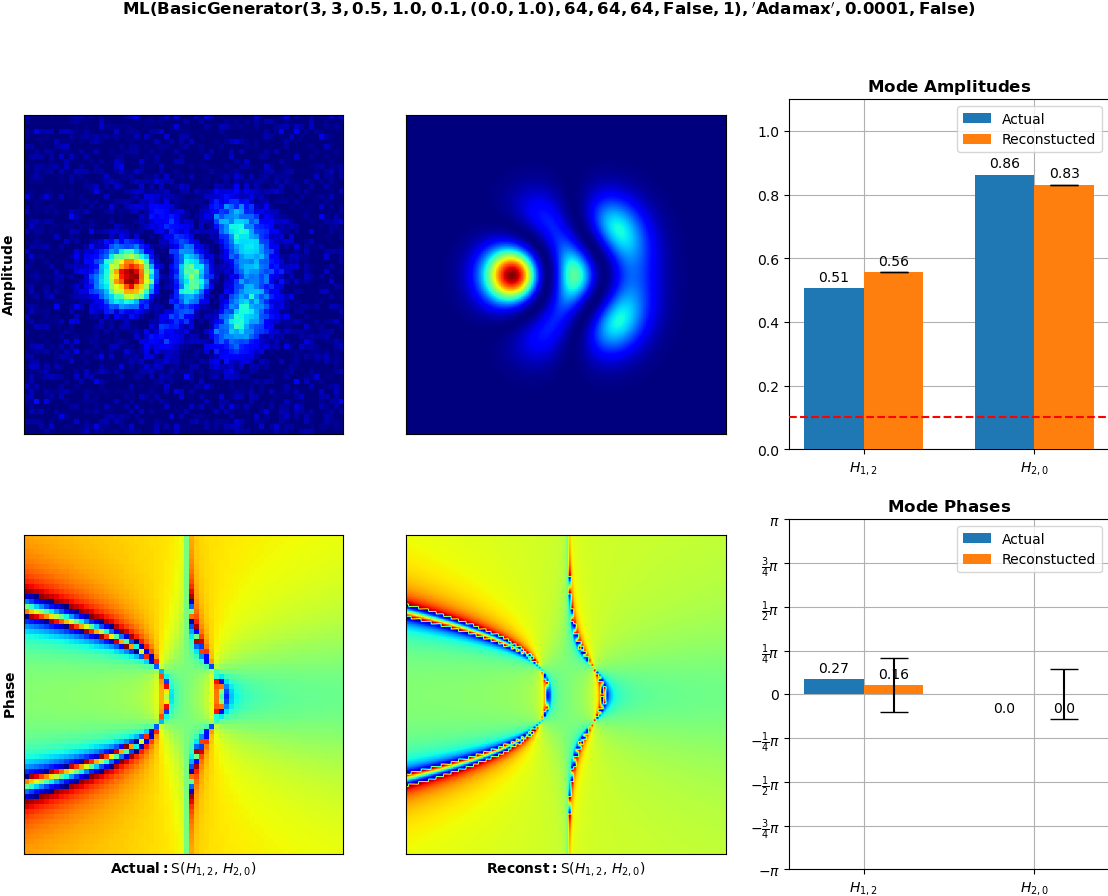 ML(BasicGenerator(3, 3, 0.5, 1.0, 0.1, (0.0, 1.0), 64, 64, 64, False, 1), ′Adamax′, 0.0001, False)
Mode Amplitudes
Amplitude
1.0
0.8
0.6
0.4
0.2
0.0
Actual
Reconstucted
0.51
0.56
0.86
0.83
H1, 2
H2, 0
Mode Phases
Phase
π
3/4π
1/2π
1/4π
0
−1/4π
−1/2π
−3/4π
−π
Actual
Reconstucted
0.27
0.16
0.0
0.0
H1, 2
H2, 0
Actual: S(H1, 2, H2, 0)
Reconst: S(H1, 2, H2, 0)